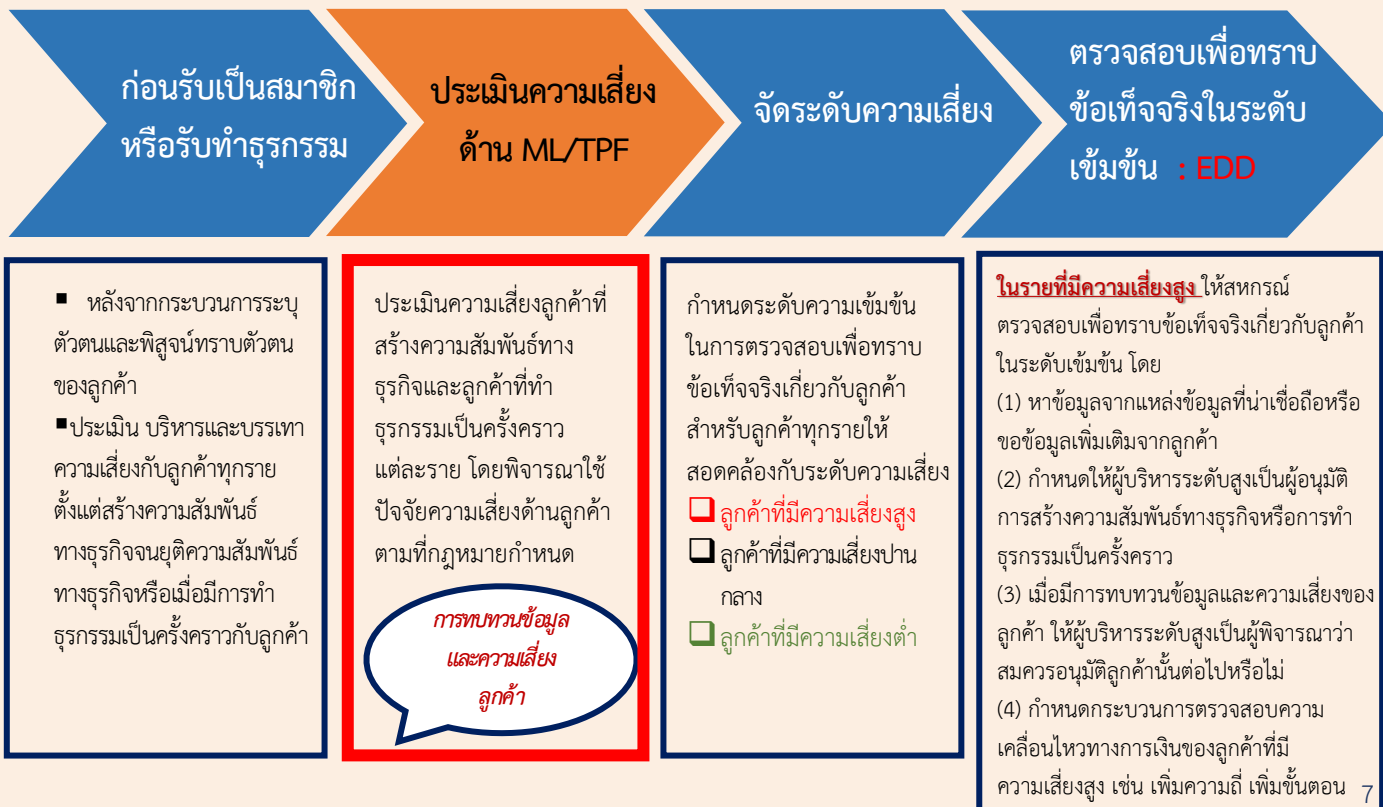 ก่อนรับเป็นสมาชิก
หรือรับทำธุรกรรม
ประเมินความเสี่ยง
ด้าน ML/TPF
จัดระดับความเสี่ยง
ตรวจสอบเพื่อทราบ
ข้อเท็จจริงในระดับ
เข้มข้น : EDD
▪ หลังจากกระบวนการระบุ
ตัวตนและพิสูจน์ทราบตัวตน
ของลูกค้า
▪ประเมิน บริหารและบรรเทา
ความเสี่ยงกับลูกค้าทุกราย
ตั้งแต่สร้างความสัมพันธ์
ทางธุรกิจจนยุติความสัมพันธ์
ทางธุรกิจหรือเมื่อมีการทำ
ธุรกรรมเป็นครั้งคราวกับลูกค้า
ประเมินความเสี่ยงลูกค้าที่
สร้างความสัมพันธ์ทาง
ธุรกิจและลูกค้าที่ทำ
ธุรกรรมเป็นครั้งคราว
แต่ละราย โดยพิจารณาใช้
ปัจจัยความเสี่ยงด้านลูกค้า
ตามที่กฎหมายกำหนด
การทบทวนข้อมูล
และความเสี่ยง
ลูกค้า
กำหนดระดับความเข้มข้น
ในการตรวจสอบเพื่อทราบ
ข้อเท็จจริงเกี่ยวกับลูกค้า
สำหรับลูกค้าทุกรายให้
สอดคล้องกับระดับความเสี่ยง
❑ลูกค้าที่มีความเสี่ยงสูง
❑ลูกค้าที่มีความเสี่ยงปาน
กลาง
❑ลูกค้าที่มีความเสี่ยงต่ำ
ในรายที่มีความเสี่ยงสูง ให้สหกรณ์
ตรวจสอบเพื่อทราบข้อเท็จจริงเกี่ยวกับลูกค้า
ในระดับเข้มข้น โดย
(1) หาข้อมูลจากแหล่งข้อมูลที่น่าเชื่อถือหรือ
ขอข้อมูลเพิ่มเติมจากลูกค้า
(2) กำหนดให้ผู้บริหารระดับสูงเป็นผู้อนุมัติ
การสร้างความสัมพันธ์ทางธุรกิจหรือการทำ
ธุรกรรมเป็นครั้งคราว
(3) เมื่อมีการทบทวนข้อมูลและความเสี่ยงของ
ลูกค้า ให้ผู้บริหารระดับสูงเป็นผู้พิจารณาว่า
สมควรอนุมัติลูกค้านั้นต่อไปหรือไม่
(4) กำหนดกระบวนการตรวจสอบความ
เคลื่อนไหวทางการเงินของลูกค้าที่มี
ความเสี่ยงสูง เช่น เพิ่มความถี่ เพิ่มขั้นตอน
7